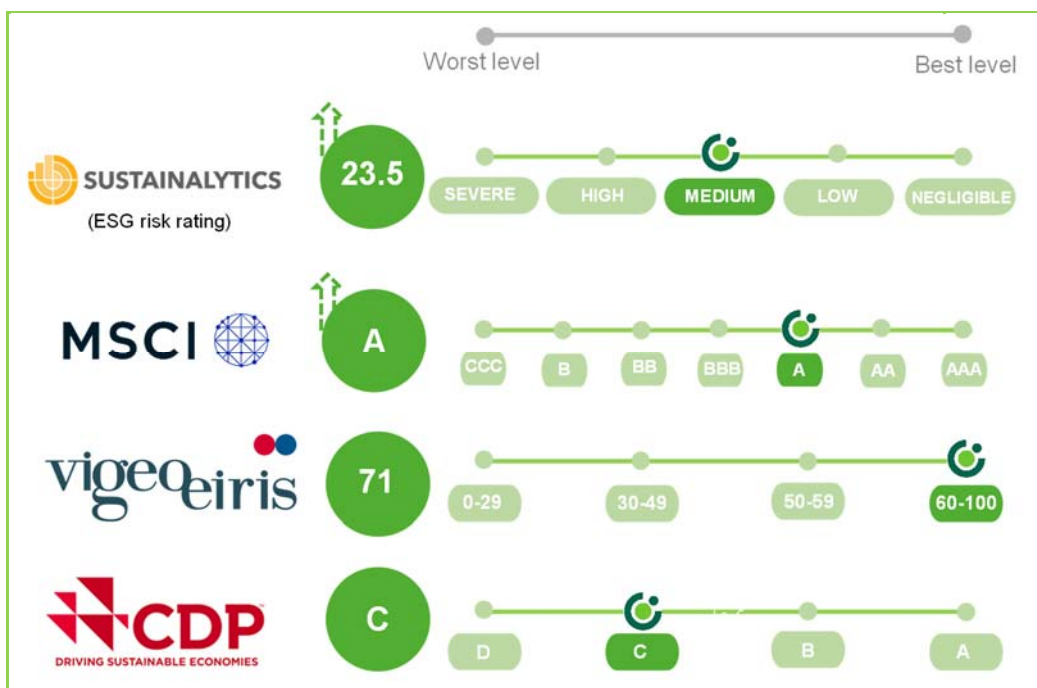 Worst level Best level
SUSTAINALYTICS
(ESG risk rating)
23.5
SEVERE HIGH MEDIUM LOW NEGLIGIBLE
MSCI
A
CCC B BB BBB A AA AAA
vigeoeiris
71
0-29 30-49 50-59 60-100
CDP™
DRIVING SUSTAINABLE ECONOMIES
C
D C B A